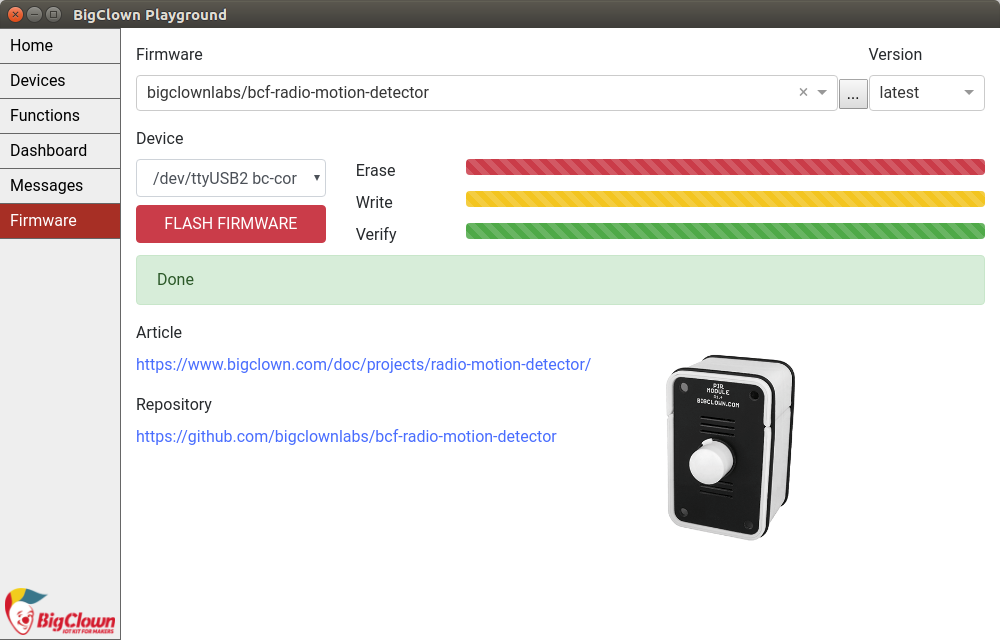 BigClown Playground
Home
Devices
Functions
Dashboard
Messages
Firmware
Firmware
Version
bigclownlabs/bcf-radio-motion-detector
...
latest
Device
/dev/ttyUSB2 bc-cor
FLASH FIRMWARE
Erase
Write
Verify
Done
Article
https://www.bigclown.com/doc/projects/radio-motion-detector/
Repository
https://github.com/bigclownlabs/bcf-radio-motion-detector
PIR
MODULE
BIGCLOWN.COM
BigClown
IOT KIT FOR MAKERS